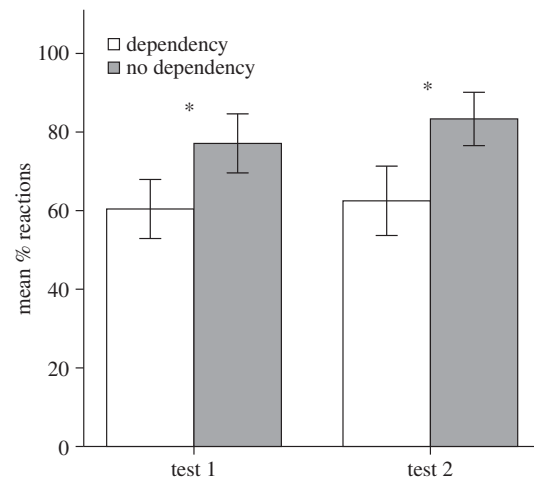 100
80
60
40
20
0
mean % reactions
dependency
no dependency
*
*
test 1
test 2